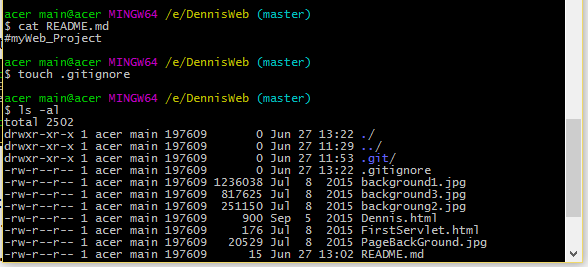 acer main@acer MINGW64 /e/DennisWeb (master)
$ cat README.md
#myWeb_Project
acer main@acer MINGW64 /e/DennisWeb (master)
$ touch .gitignore
acer main@acer MINGW64 /e/DennisWeb (master)
$ ls -al
total 2502
drwxr-xr-x 1 acer main 197609 0 Jun 27 13:22 ./
drwxr-xr-x 1 acer main 197609 0 Jun 27 11:29 ../
drwxr-xr-x 1 acer main 197609 0 Jun 27 11:53 .git/
-rw-r--r-- 1 acer main 197609 0 Jun 27 13:22 .gitignore
-rw-r--r-- 1 acer main 197609 1236038 Jul 8 2015 background1.jpg
-rw-r--r-- 1 acer main 197609 817625 Jul 8 2015 background3.jpg
-rw-r--r-- 1 acer main 197609 251150 Jul 8 2015 background2.jpg
-rw-r--r-- 1 acer main 197609 900 Sep 5 2015 Dennis.html
-rw-r--r-- 1 acer main 197609 176 Jul 8 2015 FirstServlet.html
-rw-r--r-- 1 acer main 197609 20529 Jul 8 2015 PageBackGround.jpg
-rw-r--r-- 1 acer main 197609 15 Jun 27 13:02 README.md